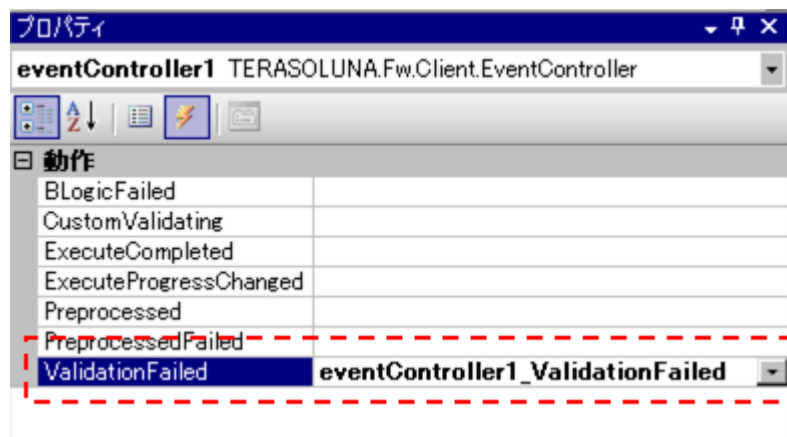 プロパティ
eventController1 TERASOLUNA.Fw.Client.EventController
動作
BLogicFailed
CustomValidating
ExecuteCompleted
ExecuteProgressChanged
Preprocessed
PreprocessedFailed
ValidationFailed eventController1_ValidationFailed